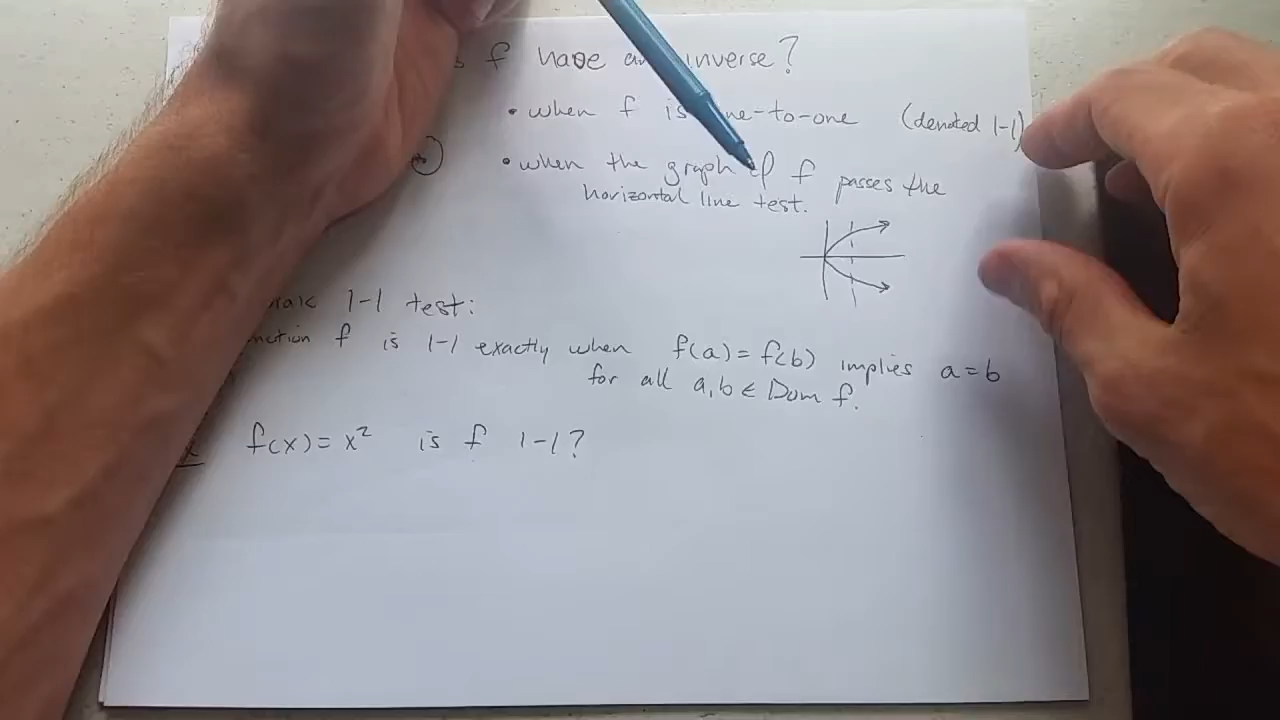 f have inverse?
• when f is one-to-one (denoted 1-1)
• when the graph of f passes the
horizontal line test.
1-1 test:
f is 1-1 exactly when f(a) = f(b) implies a = b
for all a, b ∈ Dom f.
f(x) = x² is f 1-1?